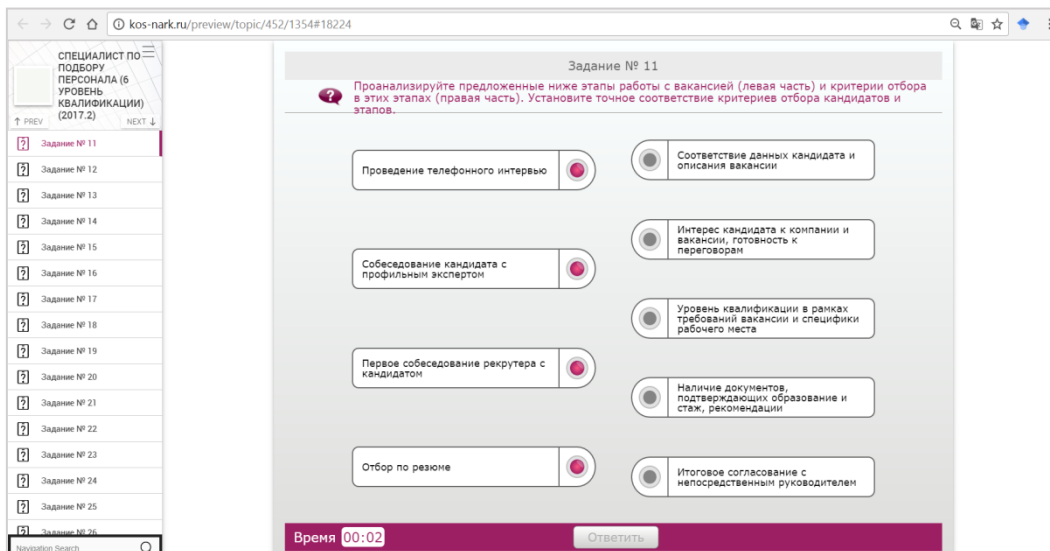 kos-nark.ru/preview/topic/452/1354#18224
СПЕЦИАЛИСТ ПО
ПОДБОРУ
ПЕРСОНАЛА (6
УРОВЕНЬ
КВАЛИФИКАЦИИ)
(2017.2)
↑ PREV
NEXT ↓
Задание № 11
Задание № 12
Задание № 13
Задание № 14
Задание № 15
Задание № 16
Задание № 17
Задание № 18
Задание № 19
Задание № 20
Задание № 21
Задание № 22
Задание № 23
Задание № 24
Задание № 25
Задание № 26
Navigation Search
Задание № 11
Проанализируйте предложенные ниже этапы работы с вакансией (левая часть) и критерии отбора
в этих этапах (правая часть). Установите точное соответствие критериев отбора кандидатов и
этапов.
Проведение телефонного интервью
Собеседование кандидата с
профильным экспертом
Первое собеседование рекрутера с
кандидатом
Отбор по резюме
Соответствие данных кандидата и
описания вакансии
Интерес кандидата к компании и
вакансии, готовность к
переговорам
Уровень квалификации в рамках
требований вакансии и специфики
рабочего места
Наличие документов,
подтверждающих образование и
стаж, рекомендации
Итоговое согласование с
непосредственным руководителем
Время 00:02
Ответить